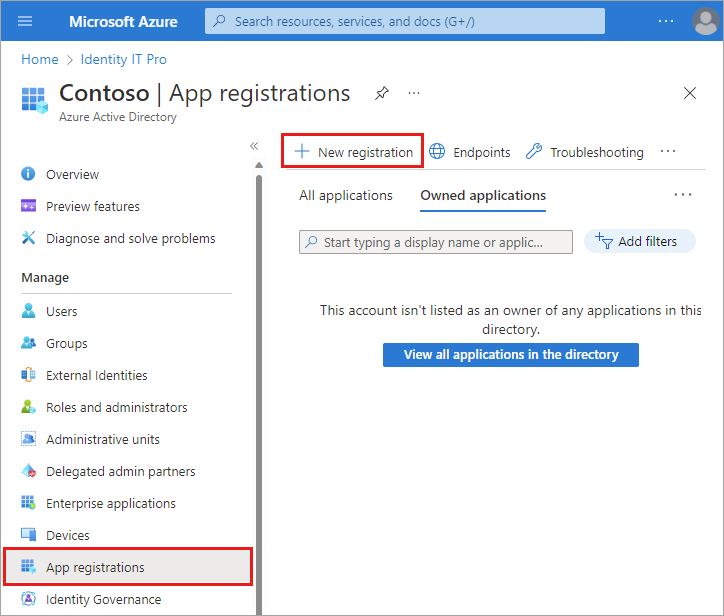 Microsoft Azure
Search resources, services, and docs (G+/)
...
Home > Identity IT Pro
Contoso | App registrations
...
Azure Active Directory
«
Overview
Preview features
Diagnose and solve problems
Manage
Users
Groups
External Identities
Roles and administrators
Administrative units
Delegated admin partners
Enterprise applications
Devices
App registrations
Identity Governance
+ New registration
Endpoints
Troubleshooting
...
All applications
Owned applications
...
Start typing a display name or applic...
Add filters
This account isn't listed as an owner of any applications in this
directory.
View all applications in the directory